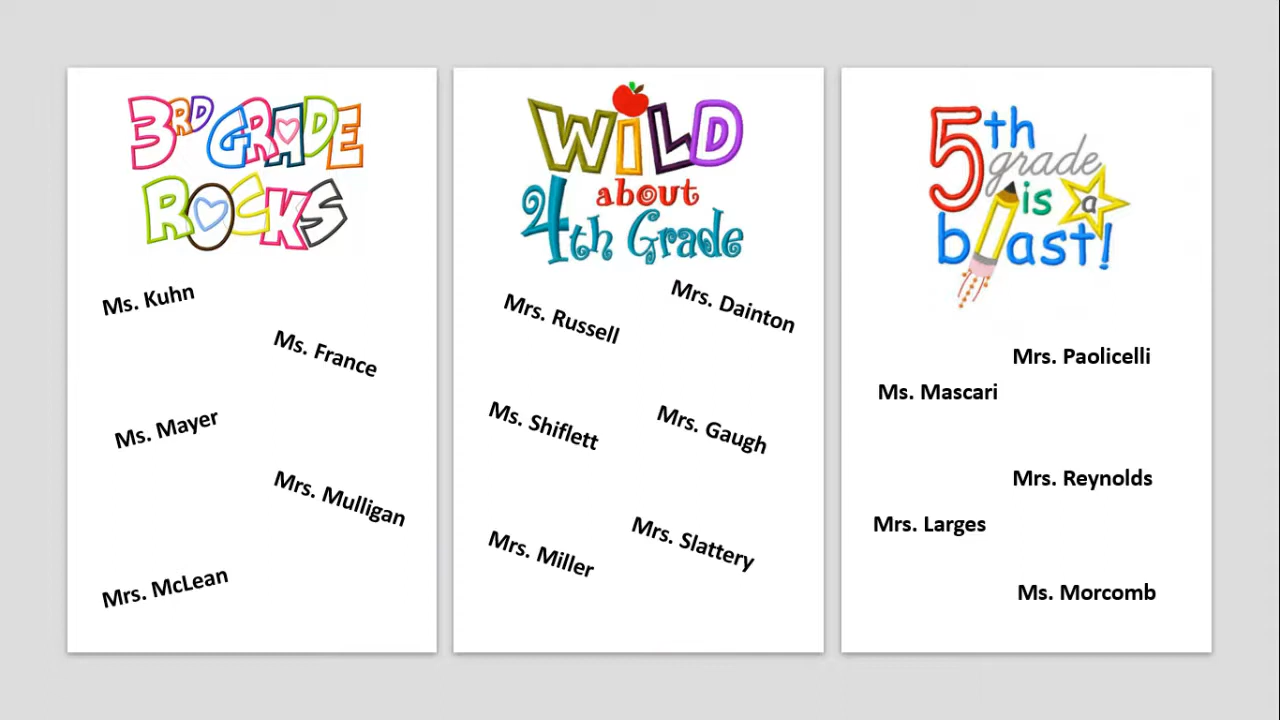 3RD GRADE
ROCKS
Ms. Kuhn
Ms. France
Ms. Mayer
Mrs. Mulligan
Mrs. McLean
WiLD
about
4th Grade
Mrs. Dainton
Mrs. Russell
Ms. Shiflett
Mrs. Gaugh
Mrs. Slattery
Mrs. Miller
5th
grade
is a
blast!
Mrs. Paolicelli
Ms. Mascari
Mrs. Reynolds
Mrs. Larges
Ms. Morcomb